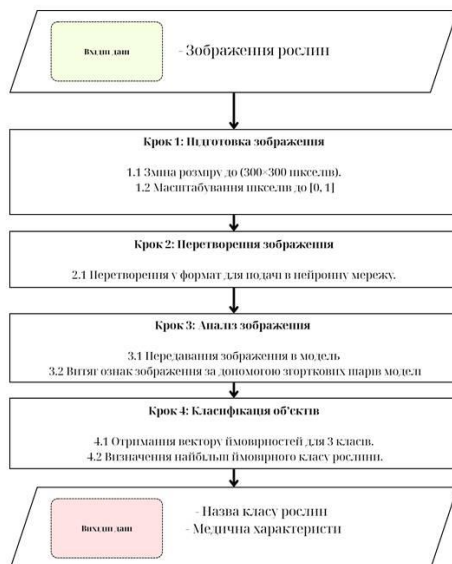 Вхідні дані
- Зображення рослин
Крок 1: Підготовка зображення
1.1 Зміна розміру до (300×300 пікселів).
1.2 Масштабування пікселів до [0, 1]
Крок 2: Перетворення зображення
2.1 Перетворення у формат для подачі в нейронну мережу.
Крок 3: Аналіз зображення
3.1 Передавання зображення в модель
3.2 Витяг ознак зображення за допомогою згорткових шарів моделі
Крок 4: Класифікація об'єктів
4.1 Отримання вектору ймовірностей для 3 класів.
4.2 Визначення найбільш ймовірного класу рослини.
Вихідні дані
- Назва класу рослин
- Медична характеристи